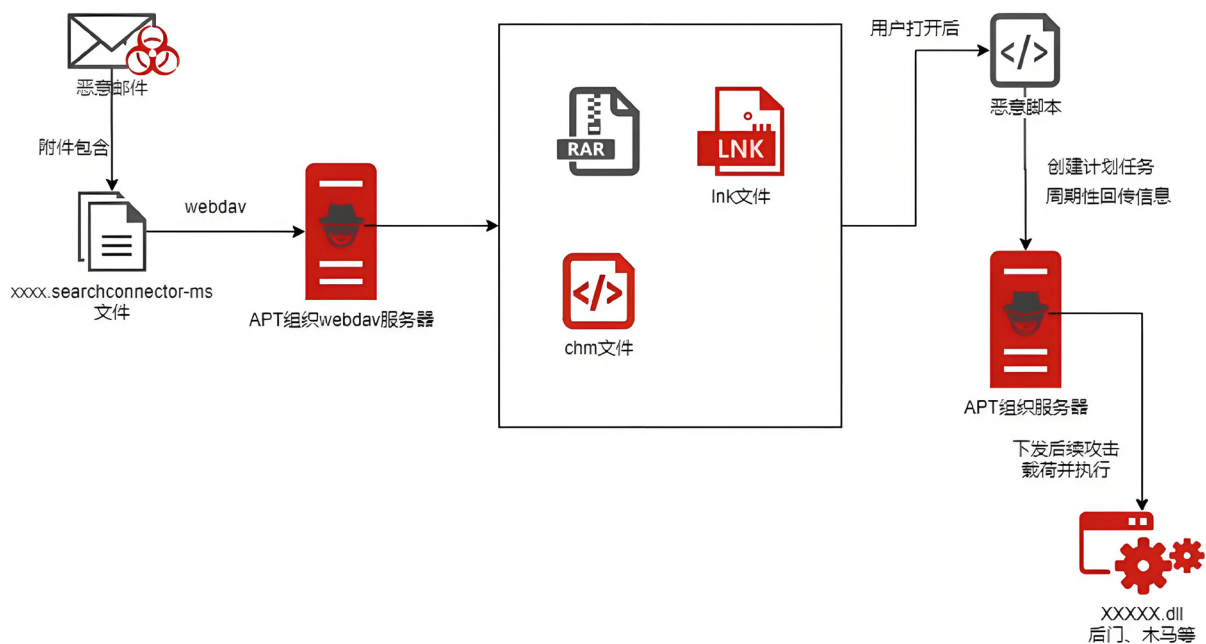 恶意邮件
附件包含
xxxx.searchconnector-ms
文件
webdav
APT组织webdav服务器
RAR
LNK
lnk文件
chm文件
用户打开后
恶意脚本
创建计划任务
周期性回传信息
APT组织服务器
下发后续攻击
载荷并执行
XXXXX.dll
后门、木马等